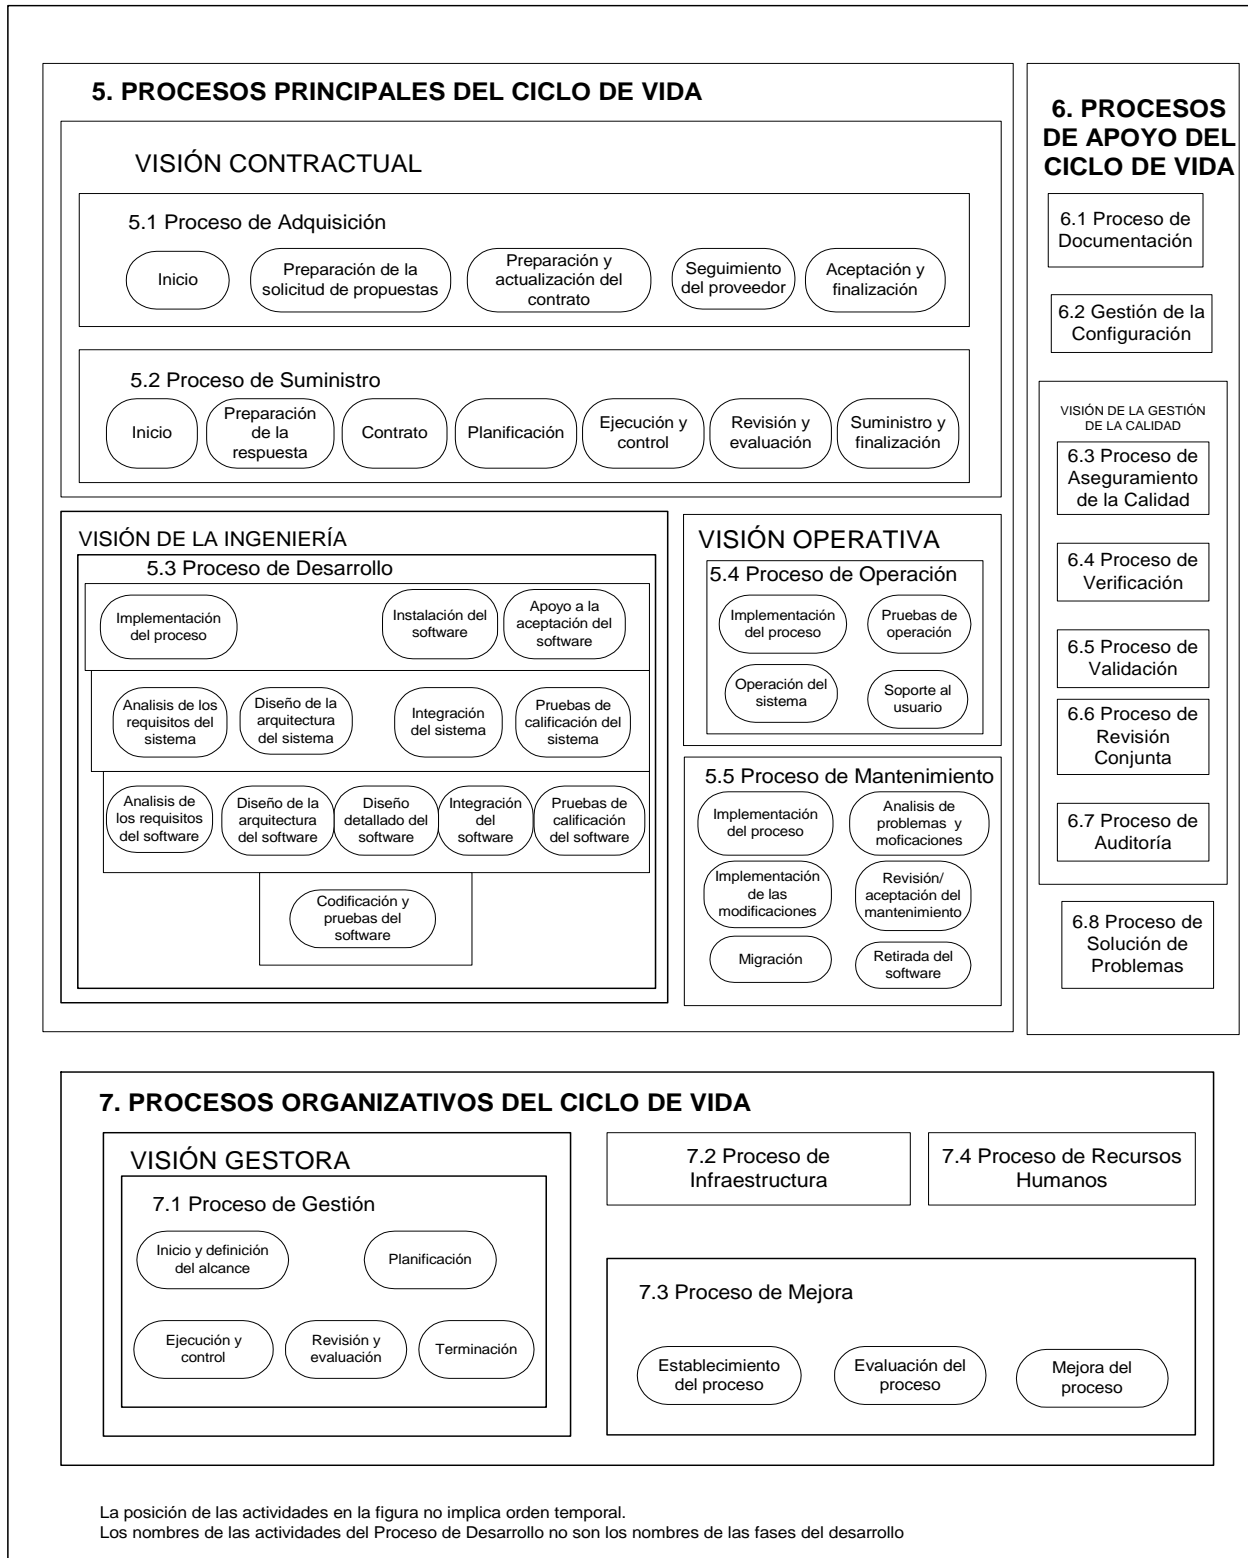 5. PROCESOS PRINCIPALES DEL CICLO DE VIDA
VISIÓN CONTRACTUAL
5.1 Proceso de Adquisición
Inicio
Preparación de la
solicitud de propuestas
Preparación y
actualización del
contrato
Seguimiento
del proveedor
Aceptación y
finalización
5.2 Proceso de Suministro
Inicio
Preparación
de la
respuesta
Contrato
Planificación
Ejecución y
control
Revisión y
evaluación
Suministro y
finalización
VISIÓN DE LA INGENIERÍA
5.3 Proceso de Desarrollo
Implementación
del proceso
Instalación del
software
Apoyo a la
aceptación del
software
Analisis de los
requisitos del
sistema
Diseño de la
arquitectura
del sistema
Integración
del sistema
Pruebas de
calificación del
sistema
Analisis de
los requisitos
del software
Diseño de la
arquitectura
del software
Diseño
detallado del
software
Integración
del
software
Pruebas de
calificación
del software
Codificación y
pruebas del
software
VISIÓN OPERATIVA
5.4 Proceso de Operación
Implementación
del proceso
Pruebas de
operación
Operación del
sistema
Soporte al
usuario
5.5 Proceso de Mantenimiento
Implementación
del proceso
Analisis de
problemas y
moficaciones
Implementación
de las
modificaciones
Revisión/
aceptación del
mantenimiento
Migración
Retirada del
software
6. PROCESOS
DE APOYO DEL
CICLO DE VIDA
6.1 Proceso de
Documentación
6.2 Gestión de la
Configuración
VISIÓN DE LA GESTIÓN
DE LA CALIDAD
6.3 Proceso de
Aseguramiento
de la Calidad
6.4 Proceso de
Verificación
6.5 Proceso de
Validación
6.6 Proceso de
Revisión
Conjunta
6.7 Proceso de
Auditoría
6.8 Proceso de
Solución de
Problemas
7. PROCESOS ORGANIZATIVOS DEL CICLO DE VIDA
VISIÓN GESTORA
7.1 Proceso de Gestión
Inicio y definición
del alcance
Planificación
Ejecución y
control
Revisión y
evaluación
Terminación
7.2 Proceso de
Infraestructura
7.4 Proceso de Recursos
Humanos
7.3 Proceso de Mejora
Establecimiento
del proceso
Evaluación del
proceso
Mejora del
proceso
La posición de las actividades en la figura no implica orden temporal.
Los nombres de las actividades del Proceso de Desarrollo no son los nombres de las fases del desarrollo